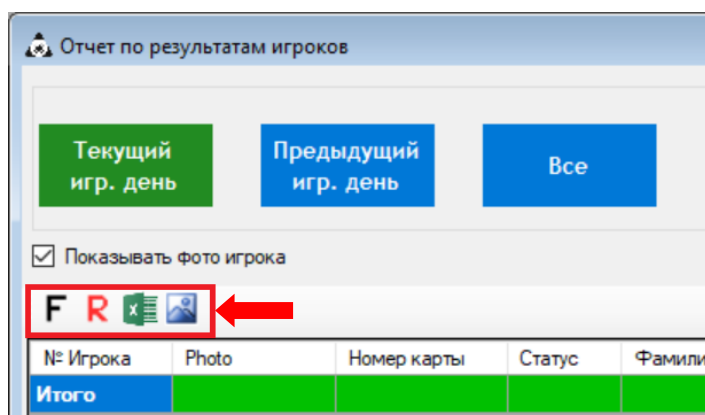 Отчет по результатам игроков
Текущий
игр. день
Предыдущий
игр. день
Все
Показывать фото игрока
F R
№ Игрока Photo Номер карты Статус Фамили
Итого